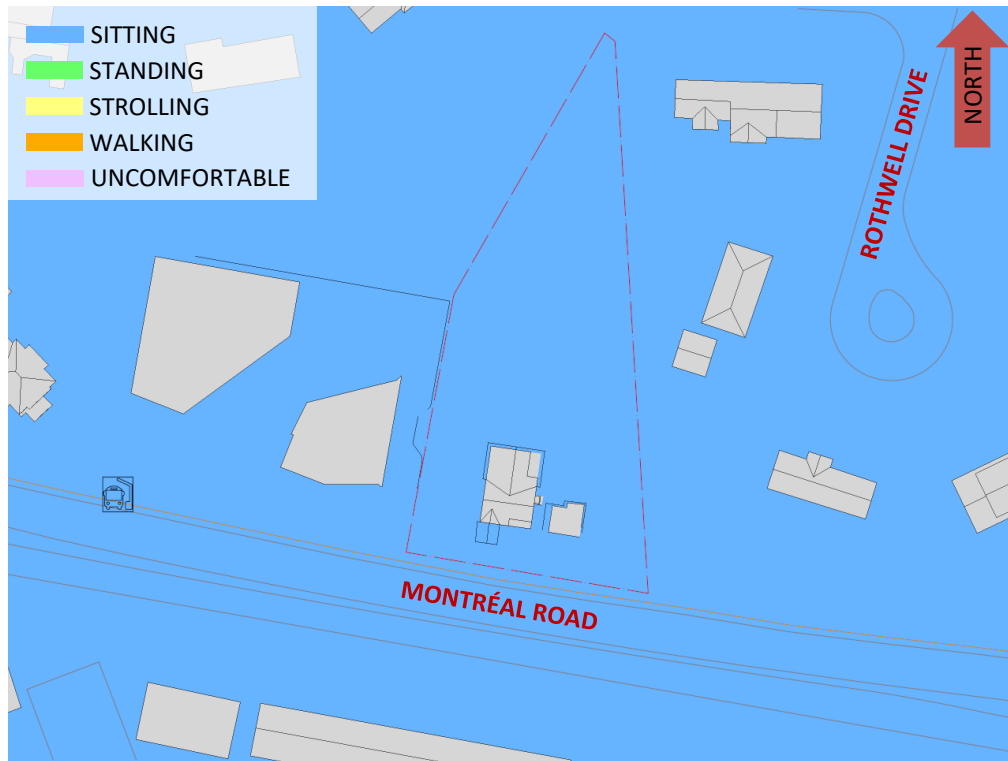 SITTING
STANDING
STROLLING
WALKING
UNCOMFORTABLE
NORTH
ROTHWELL DRIVE
MONTRÉAL ROAD